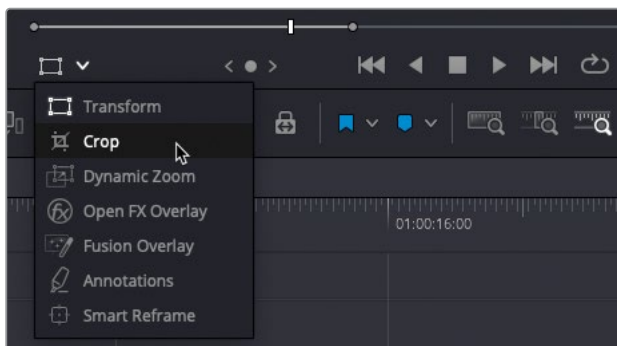 Transform
Crop
Dynamic Zoom
Open FX Overlay
01:00:16:00
Fusion Overlay
Annotations
Smart Reframe